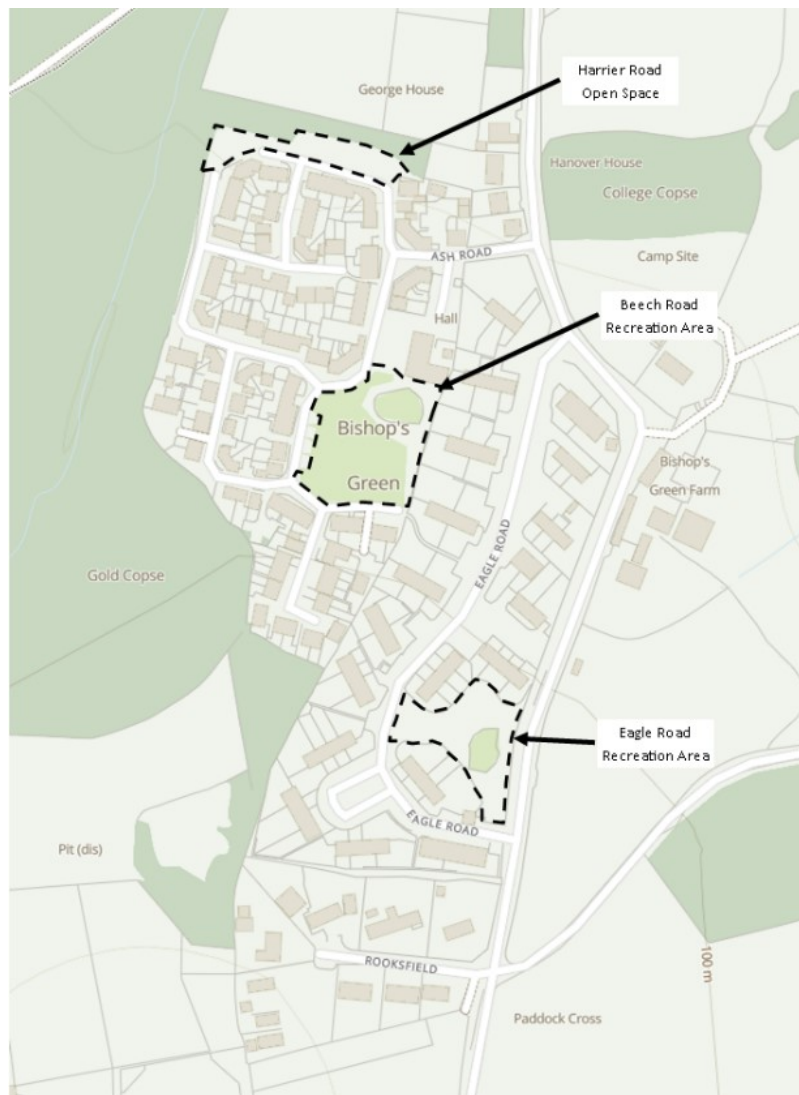 Harrier Road
Open Space
George House
Hanover House
College Copse
ASH ROAD
Camp Site
Hall
Beech Road
Recreation Area
Bishop's
Green
Bishop's
Green Farm
EAGLE ROAD
Gold Copse
Eagle Road
Recreation Area
EAGLE ROAD
Pit (dis)
ROOKSFIELD
100 m
Paddock Cross